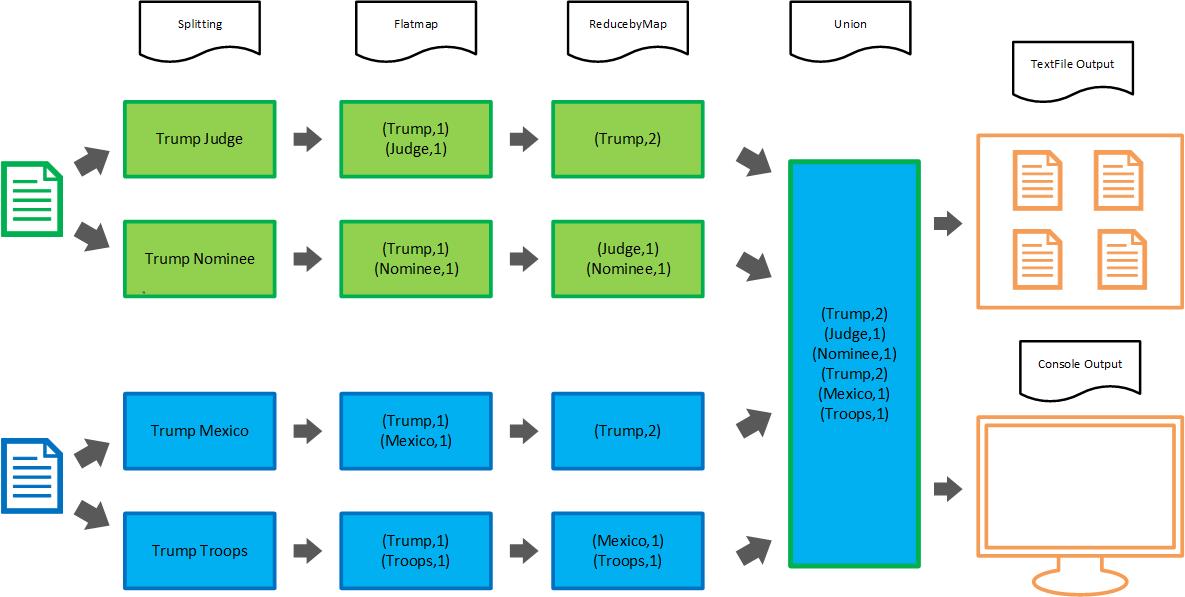 Splitting
Flatmap
ReducebyMap
Union
TextFile Output
Trump Judge
(Trump,1)
(Judge,1)
(Trump,2)
Trump Nominee
(Trump,1)
(Nominee,1)
(Judge,1)
(Nominee,1)
(Trump,2)
(Judge,1)
(Nominee,1)
(Trump,2)
(Mexico,1)
(Troops,1)
Console Output
Trump Mexico
(Trump,1)
(Mexico,1)
(Trump,2)
Trump Troops
(Trump,1)
(Troops,1)
(Mexico,1)
(Troops,1)